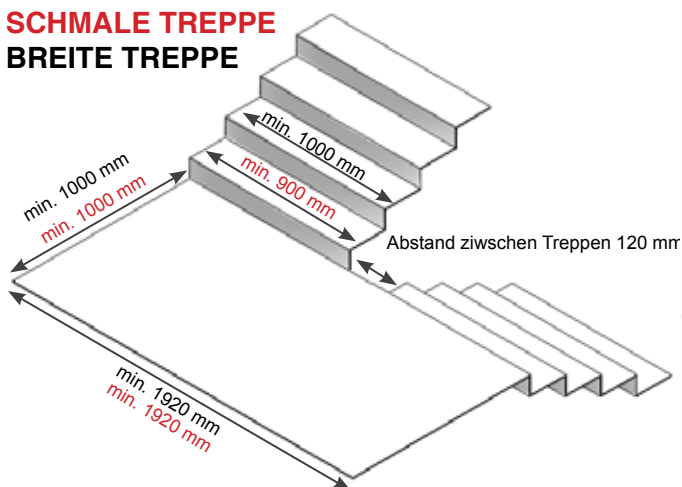 SCHMALE TREPPE
BREITE TREPPE
min. 1000 mm
min. 900 mm
min. 1000 mm
min. 1000 mm
Abstand ziwschen Treppen 120 mm
min. 1920 mm
min. 1920 mm